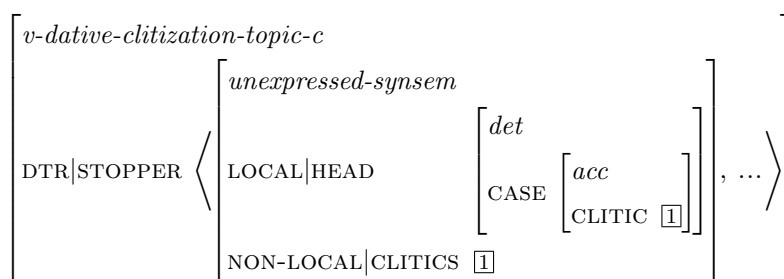 v-dative-clitization-topic-c
unexpressed-synsem
det
DTR|STOPPER ⟨ LOCAL|HEAD CASE acc , ... ⟩
CLITIC 1
NON-LOCAL|CLITICS 1